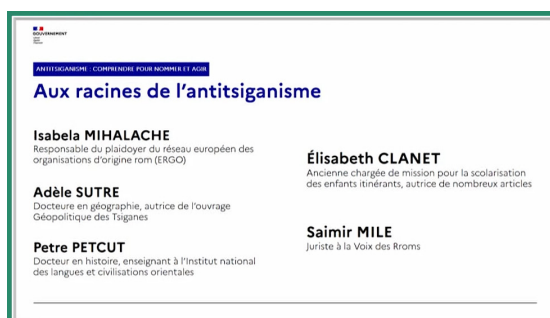 GOUVERNEMENT
ANTITSIGANISME : COMPRENDRE POUR NOMMER ET AGIR
Aux racines de l'antitsiganisme
Isabela MIHALACHE
Responsable du plaidoyer du réseau européen des
organisations d'origine rom (ERGO)
Adèle SUTRE
Docteure en géographie, autrice de l'ouvrage
Géopolitique des Tsiganes
Petre PETCUT
Docteur en histoire, enseignant à l'Institut national
des langues et civilisations orientales
Élisabeth CLANET
Ancienne chargée de mission pour la scolarisation
des enfants itinérants, autrice de nombreux articles
Saimir MILE
Juriste à la Voix des Rroms